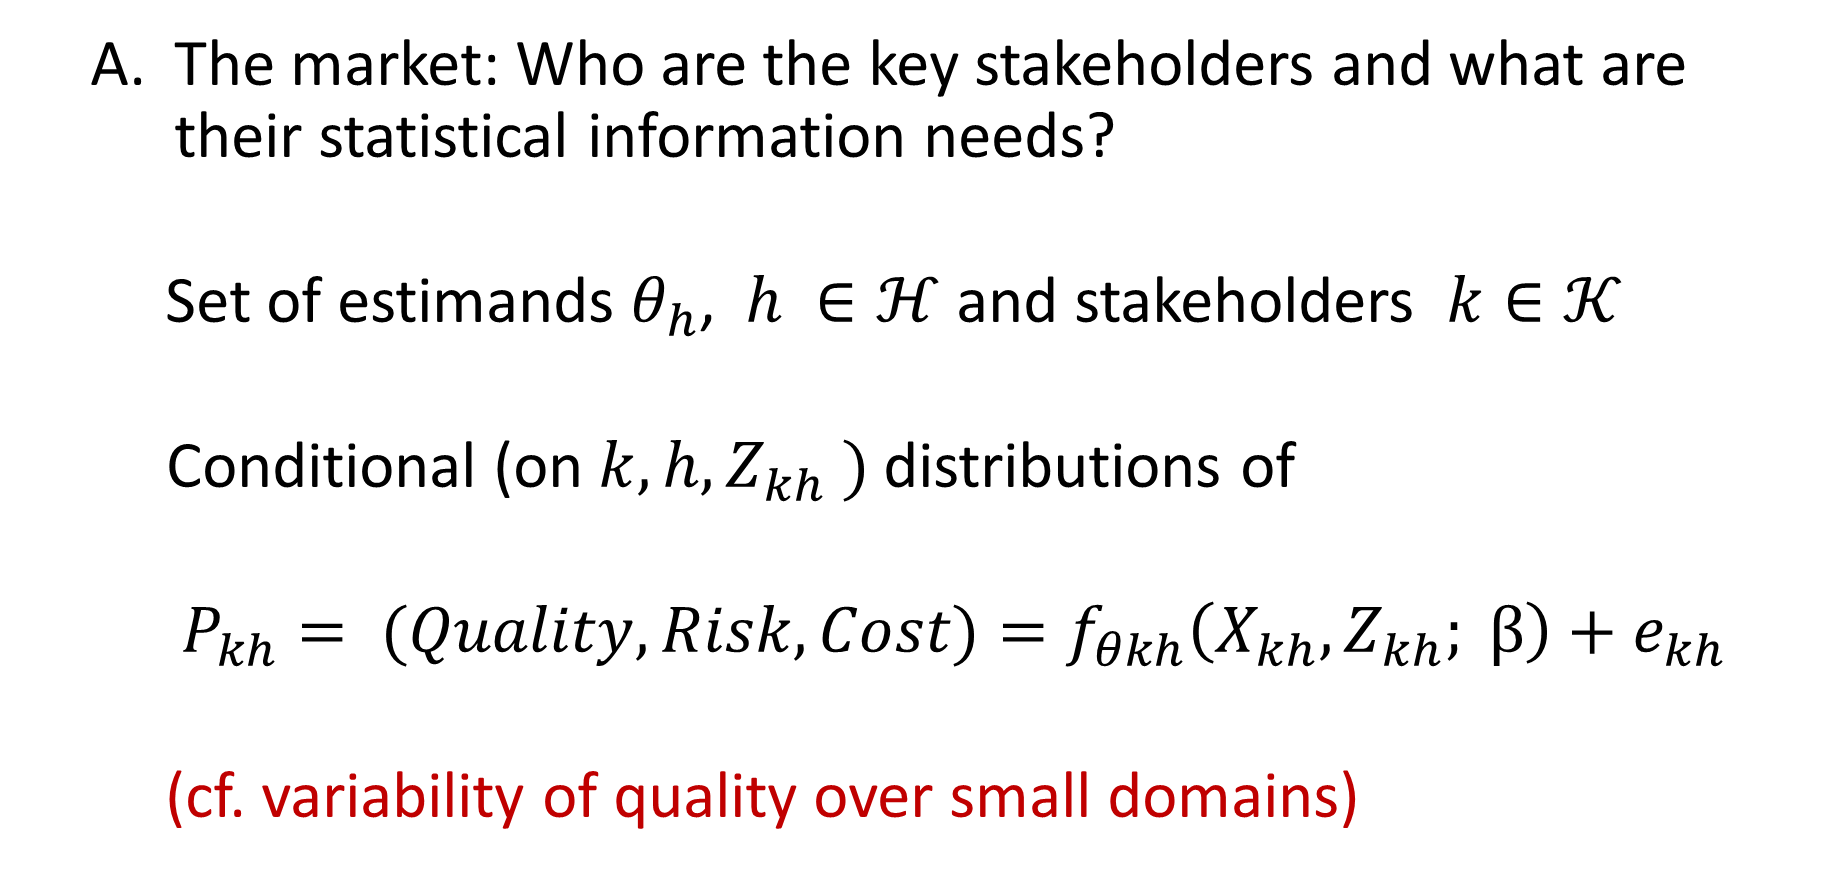 A. The market: Who are the key stakeholders and what are
their statistical information needs?
Set of estimands θₕ, h ∈ ℋ and stakeholders k ∈ 𝒦
Conditional (on k, h, Z_kh ) distributions of
P_kh = (Quality, Risk, Cost) = f_θkh(X_kh, Z_kh; β) + e_kh
(cf. variability of quality over small domains)